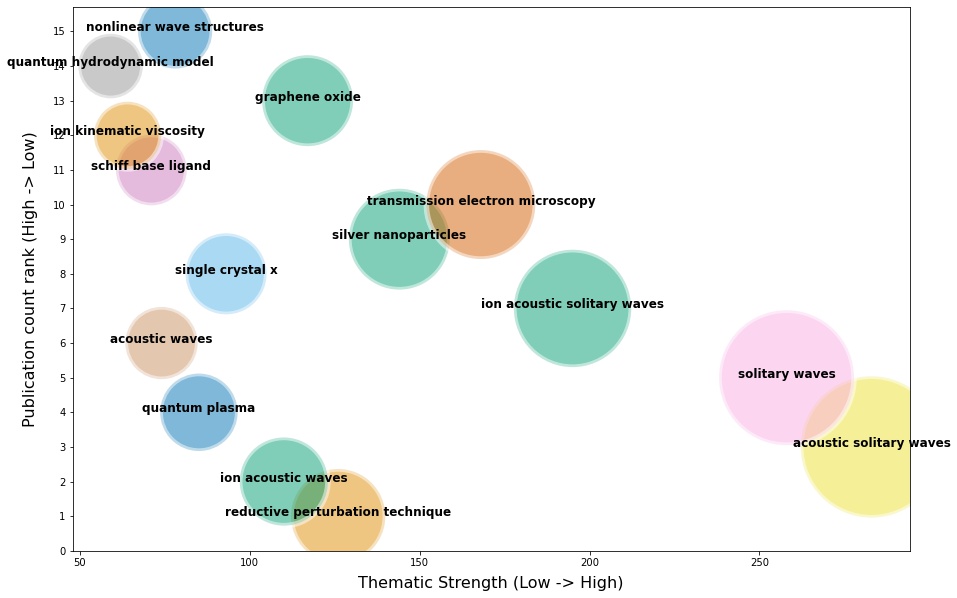 15
nonlinear wave structures
14
quantum hydrodynamic model
13
graphene oxide
12
ion kinematic viscosity
11
schiff base ligand
10
transmission electron microscopy
9
silver nanoparticles
8
single crystal x
7
ion acoustic solitary waves
6
acoustic waves
5
solitary waves
4
quantum plasma
3
acoustic solitary waves
2
ion acoustic waves
1
reductive perturbation technique
0
50
100
150
200
250
Publication count rank (High -> Low)
Thematic Strength (Low -> High)